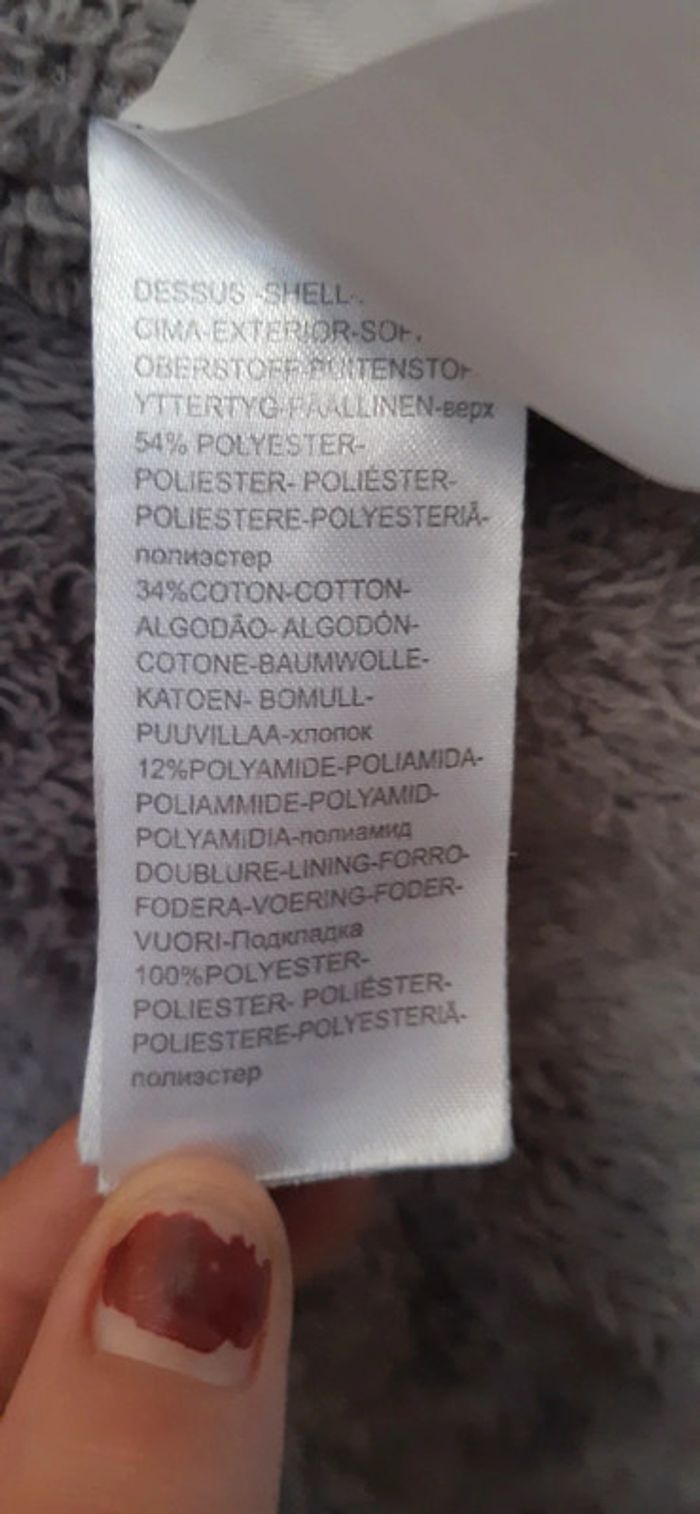 DESSUS -SHELL-
CIMA-EXTERIOR-
OBERSTOFF-BUITENSTOF
YTTERTYG-PÄÄLLINEN-верх
54% POLYESTER-
POLIESTER- POLIÉSTER-
POLIESTERE-POLYESTERIÄ-
полиэстер
34%COTON-COTTON-
ALGODÃO- ALGODÓN-
COTONE-BAUMWOLLE-
KATOEN- BOMULL-
PUUVILLAA-хлопок
12%POLYAMIDE-POLIAMIDA-
POLIAMMIDE-POLYAMID-
POLYAMIDIA-полиамид
DOUBLURE-LINING-FORRO-
FODERA-VOERING-FODER-
VUORI-Подкладка
100%POLYESTER-
POLIESTER- POLIÉSTER-
POLIESTERE-POLYESTERIÄ-
полиэстер